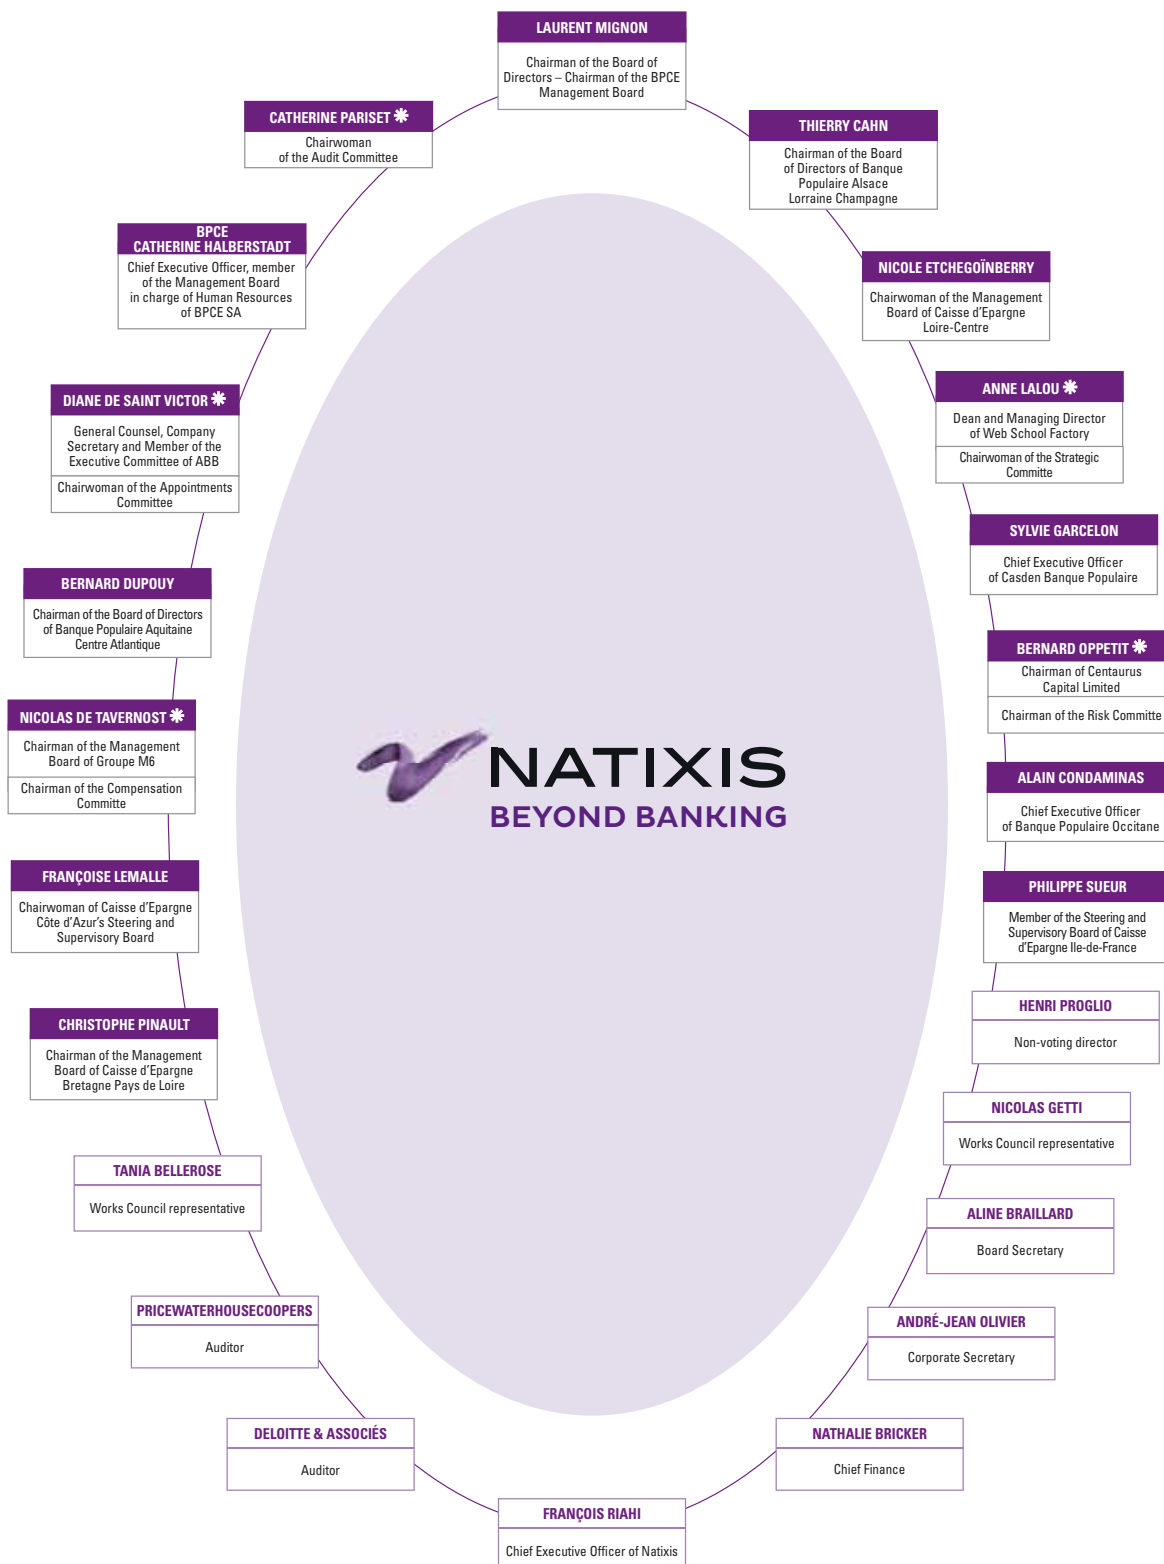 LAURENT MIGNON
Chairman of the Board of
Directors – Chairman of the BPCE
Management Board
THIERRY CAHN
Chairman of the Board
of Directors of Banque
Populaire Alsace
Lorraine Champagne
NICOLE ETCHEGOÏNBERRY
Chairwoman of the Management
Board of Caisse d'Epargne
Loire-Centre
ANNE LALOU ✱
Dean and Managing Director
of Web School Factory
Chairwoman of the Strategic
Committe
SYLVIE GARCELON
Chief Executive Officer
of Casden Banque Populaire
BERNARD OPPETIT ✱
Chairman of Centaurus
Capital Limited
Chairman of the Risk Committe
ALAIN CONDAMINAS
Chief Executive Officer
of Banque Populaire Occitane
PHILIPPE SUEUR
Member of the Steering and
Supervisory Board of Caisse
d'Epargne Ile-de-France
HENRI PROGLIO
Non-voting director
NICOLAS GETTI
Works Council representative
ALINE BRAILLARD
Board Secretary
ANDRÉ-JEAN OLIVIER
Corporate Secretary
NATHALIE BRICKER
Chief Finance
FRANÇOIS RIAHI
Chief Executive Officer of Natixis
DELOITTE & ASSOCIÉS
Auditor
PRICEWATERHOUSECOOPERS
Auditor
TANIA BELLEROSE
Works Council representative
CHRISTOPHE PINAULT
Chairman of the Management
Board of Caisse d'Epargne
Bretagne Pays de Loire
FRANÇOISE LEMALLE
Chairwoman of Caisse d'Epargne
Côte d'Azur's Steering and
Supervisory Board
NICOLAS DE TAVERNOST ✱
Chairman of the Management
Board of Groupe M6
Chairman of the Compensation
Committe
BERNARD DUPOUY
Chairman of the Board of Directors
of Banque Populaire Aquitaine
Centre Atlantique
DIANE DE SAINT VICTOR ✱
General Counsel, Company
Secretary and Member of the
Executive Committee of ABB
Chairwoman of the Appointments
Committee
BPCE
CATHERINE HALBERSTADT
Chief Executive Officer, member
of the Management Board
in charge of Human Resources
of BPCE SA
CATHERINE PARISET ✱
Chairwoman
of the Audit Committee
NATIXIS
BEYOND BANKING